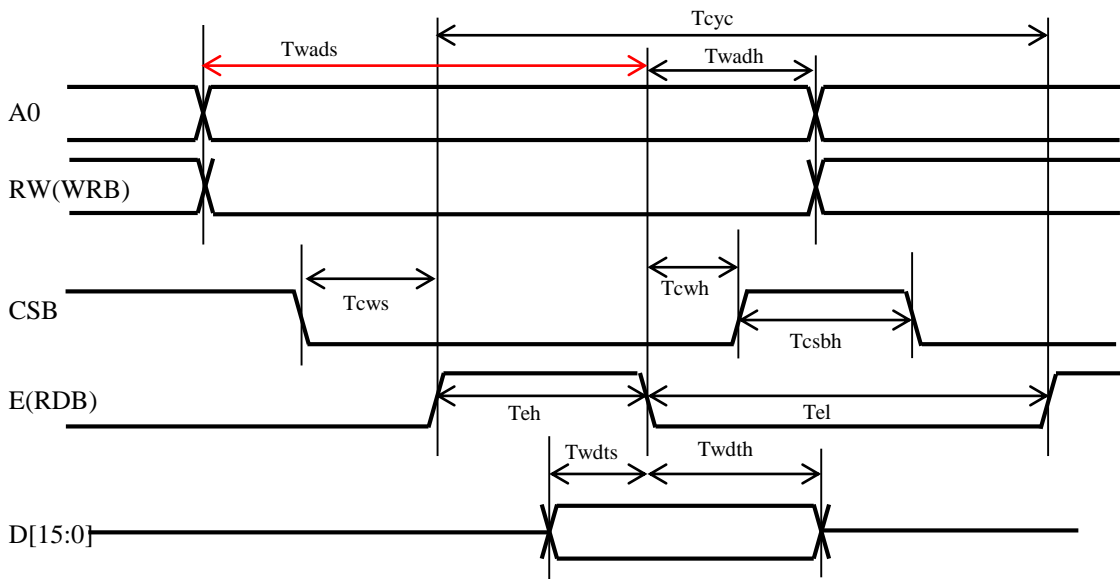 Tcyc
Twads
Twadh
A0
RW(WRB)
Tcws
Tcwh
CSB
Tcsbh
E(RDB)
Teh
Tel
Twdts
Twdth
D[15:0]